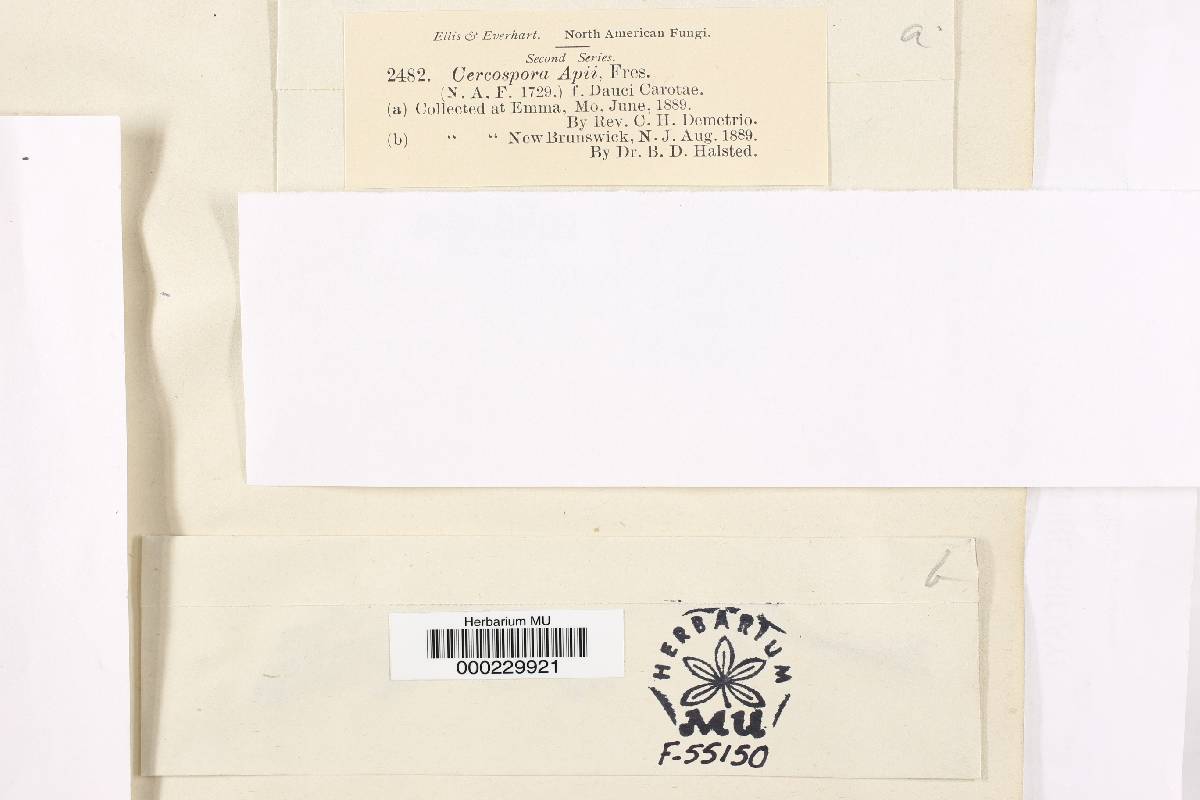 a.
Ellis & Everhart. North American Fungi.
Second Series.
2482. Cercospora Apii, Fres.
(N. A. F. 1729.) f. Dauci Carotae.
(a) Collected at Emma, Mo. June, 1889.
By Rev. C. H. Demetrio.
(b) “ “ New Brunswick, N. J. Aug. 1889.
By Dr. B. D. Halsted.
b
Herbarium MU
000229921
HERBARIUM
MU
F-55150